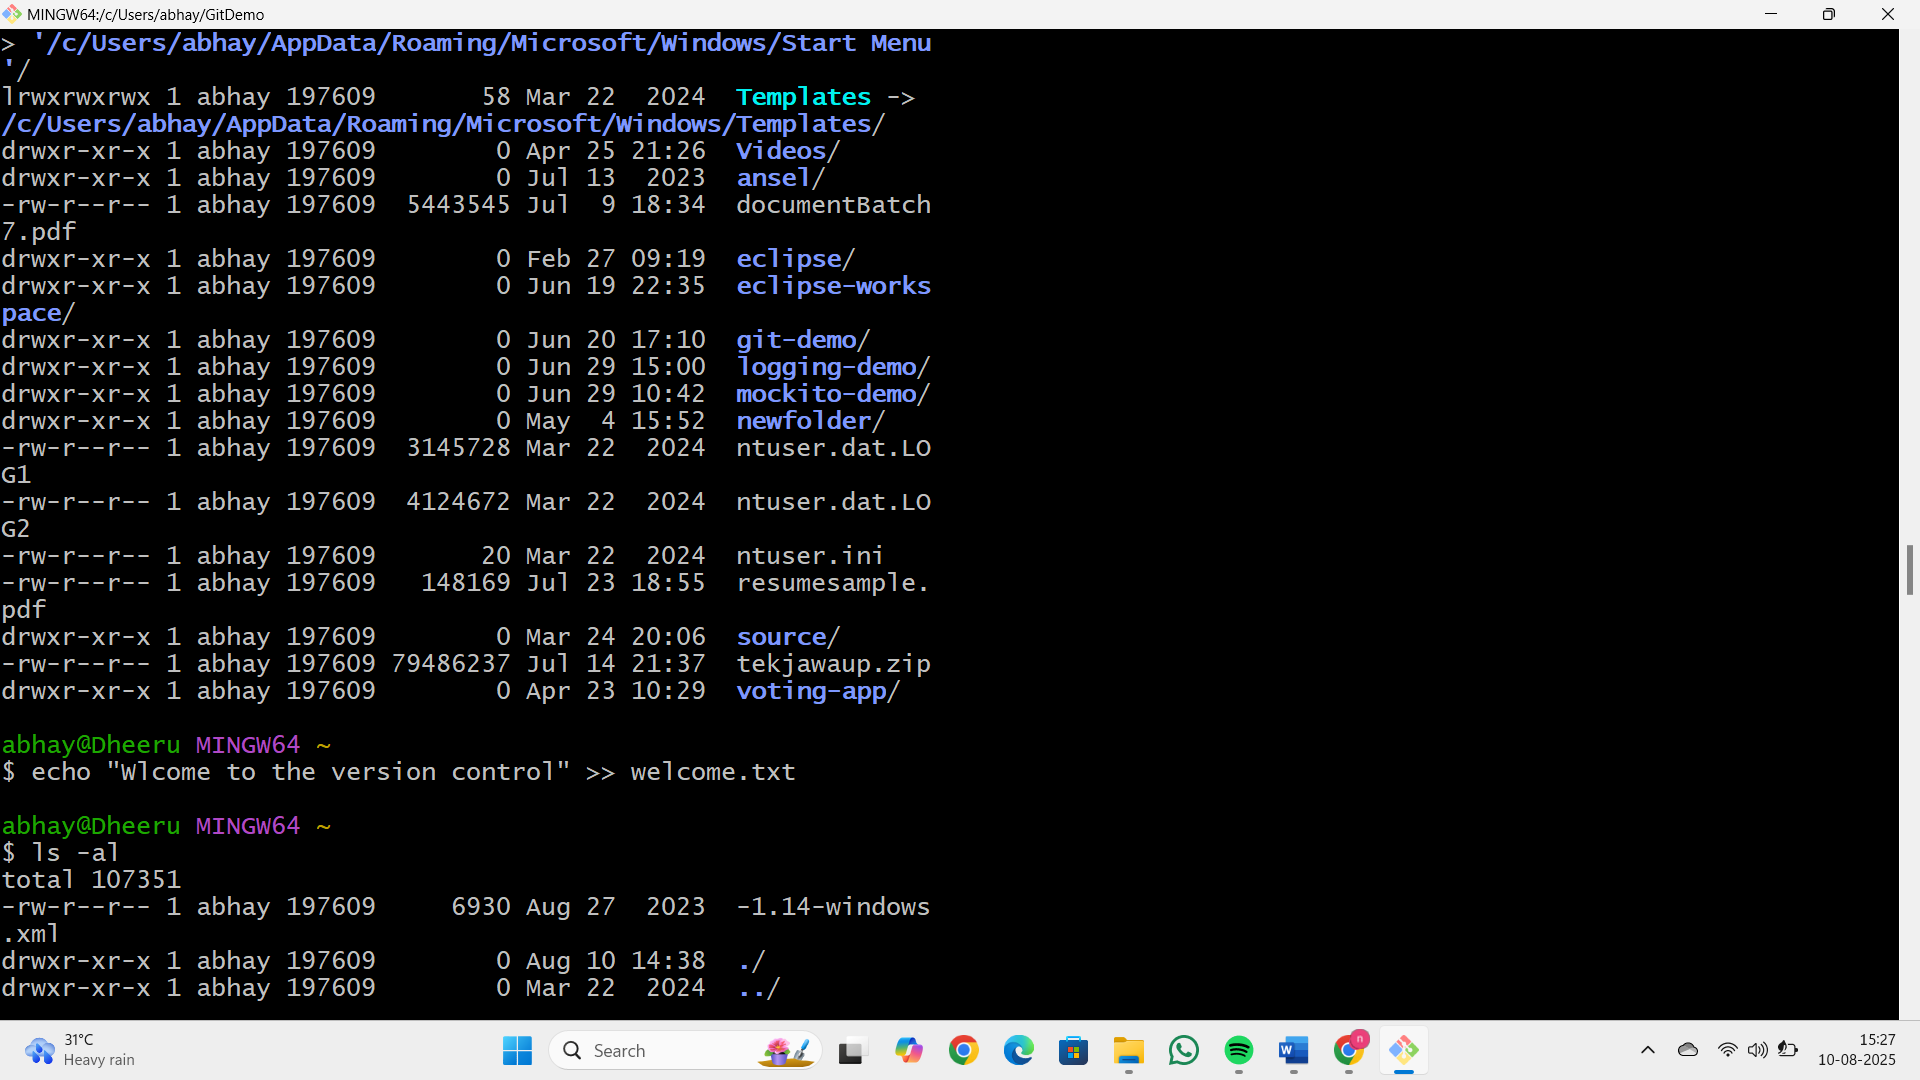 MINGW64:/c/Users/abhay/GitDemo
> '/c/Users/abhay/AppData/Roaming/Microsoft/Windows/Start Menu
'/
lrwxrwxrwx 1 abhay 197609       58 Mar 22  2024  Templates ->
/c/Users/abhay/AppData/Roaming/Microsoft/Windows/Templates/
drwxr-xr-x 1 abhay 197609        0 Apr 25 21:26  Videos/
drwxr-xr-x 1 abhay 197609        0 Jul 13  2023  ansel/
-rw-r--r-- 1 abhay 197609  5443545 Jul  9 18:34  documentBatch
7.pdf
drwxr-xr-x 1 abhay 197609        0 Feb 27 09:19  eclipse/
drwxr-xr-x 1 abhay 197609        0 Jun 19 22:35  eclipse-works
pace/
drwxr-xr-x 1 abhay 197609        0 Jun 20 17:10  git-demo/
drwxr-xr-x 1 abhay 197609        0 Jun 29 15:00  logging-demo/
drwxr-xr-x 1 abhay 197609        0 Jun 29 10:42  mockito-demo/
drwxr-xr-x 1 abhay 197609        0 May  4 15:52  newfolder/
-rw-r--r-- 1 abhay 197609  3145728 Mar 22  2024  ntuser.dat.LO
G1
-rw-r--r-- 1 abhay 197609  4124672 Mar 22  2024  ntuser.dat.LO
G2
-rw-r--r-- 1 abhay 197609       20 Mar 22  2024  ntuser.ini
-rw-r--r-- 1 abhay 197609   148169 Jul 23 18:55  resumesample.
pdf
drwxr-xr-x 1 abhay 197609        0 Mar 24 20:06  source/
-rw-r--r-- 1 abhay 197609 79486237 Jul 14 21:37  tekjawaup.zip
drwxr-xr-x 1 abhay 197609        0 Apr 23 10:29  voting-app/
abhay@Dheeru MINGW64 ~
$ echo "Wlcome to the version control" >> welcome.txt
abhay@Dheeru MINGW64 ~
$ ls -al
total 107351
-rw-r--r-- 1 abhay 197609     6930 Aug 27  2023  -1.14-windows
.xml
drwxr-xr-x 1 abhay 197609        0 Aug 10 14:38  ./
drwxr-xr-x 1 abhay 197609        0 Mar 22  2024  ../
31°C
Heavy rain
Search
W
n
15:27
10-08-2025